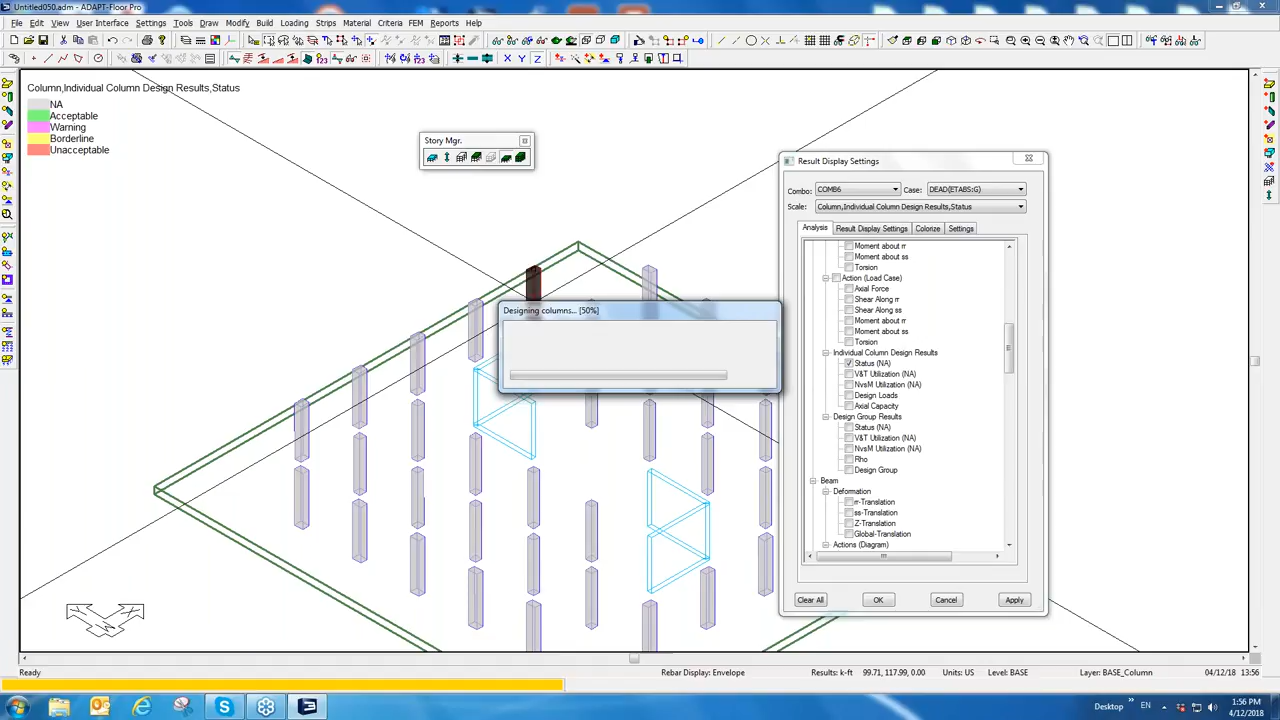 Untitled050.adm - ADAPT-Floor Pro
File Edit View User Interface Settings Tools Draw Modify Build Loading Strips Material Criteria FEM Reports Help
Column,Individual Column Design Results,Status
NA
Acceptable
Warning
Borderline
Unacceptable
Story Mgr.
Designing columns... [50%]
Result Display Settings
Combo: COMB6 Case: DEAD(ETABS:G)
Scale: Column,Individual Column Design Results,Status
Analysis Result Display Settings Colorize Settings
Moment about rr
Moment about ss
Torsion
Action (Load Case)
Axial Force
Shear Along rr
Shear Along ss
Moment about rr
Moment about ss
Torsion
Individual Column Design Results
Status (NA)
V&T Utilization (NA)
NvsM Utilization (NA)
Design Loads
Axial Capacity
Design Group Results
Status (NA)
V&T Utilization (NA)
NvsM Utilization (NA)
Rho
Design Group
Beam
Deformation
rr-Translation
ss-Translation
Z-Translation
Global-Translation
Actions (Diagram)
Clear All OK Cancel Apply
Ready Rebar Display: Envelope Results: k-ft 99.71, 117.99, 0.00 Units: US Level: BASE Layer: BASE_Column 04/12/18 13:56
Desktop EN 1:56 PM
4/12/2018